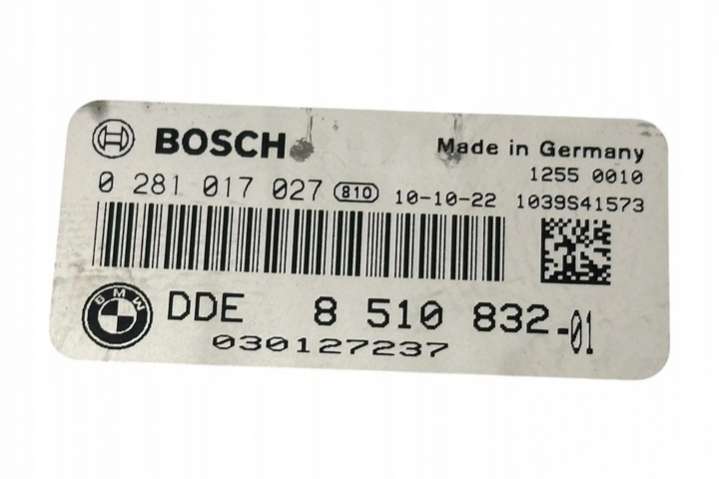 BOSCH Made in Germany
1255 0010
0 281 017 027 810 10-10-22 1039S41573
BMW DDE 8 510 832-01
030127237